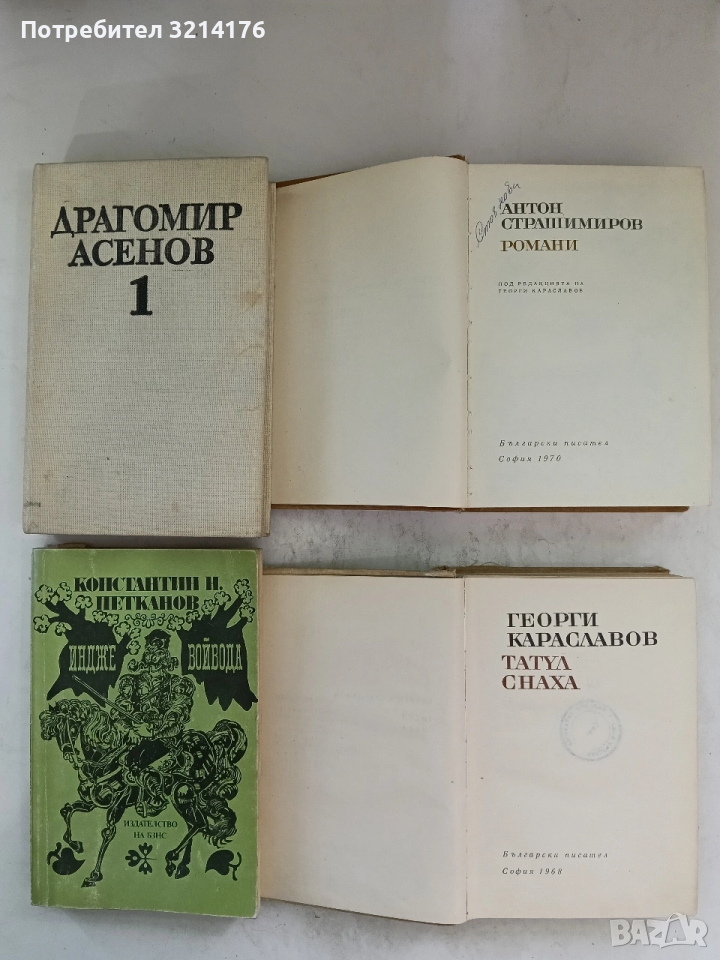 Потребител 3214176
ДРАГОМИР
АСЕНОВ
1
АНТОН
СТРАШИМИРОВ
РОМАНИ
ПОД РЕДАКЦИЯТА НА
ГЕОРГИ КАРАСЛАВОВ
Български писател
София 1970
КОНСТАНТИН Н.
ПЕТКАНОВ
ИНДЖЕ ВОЙВОДА
ИЗДАТЕЛСТВО
НА БЗНС
ГЕОРГИ
КАРАСЛАВОВ
ТАТУЛ
СНАХА
Български писател
София 1968
BAZAR